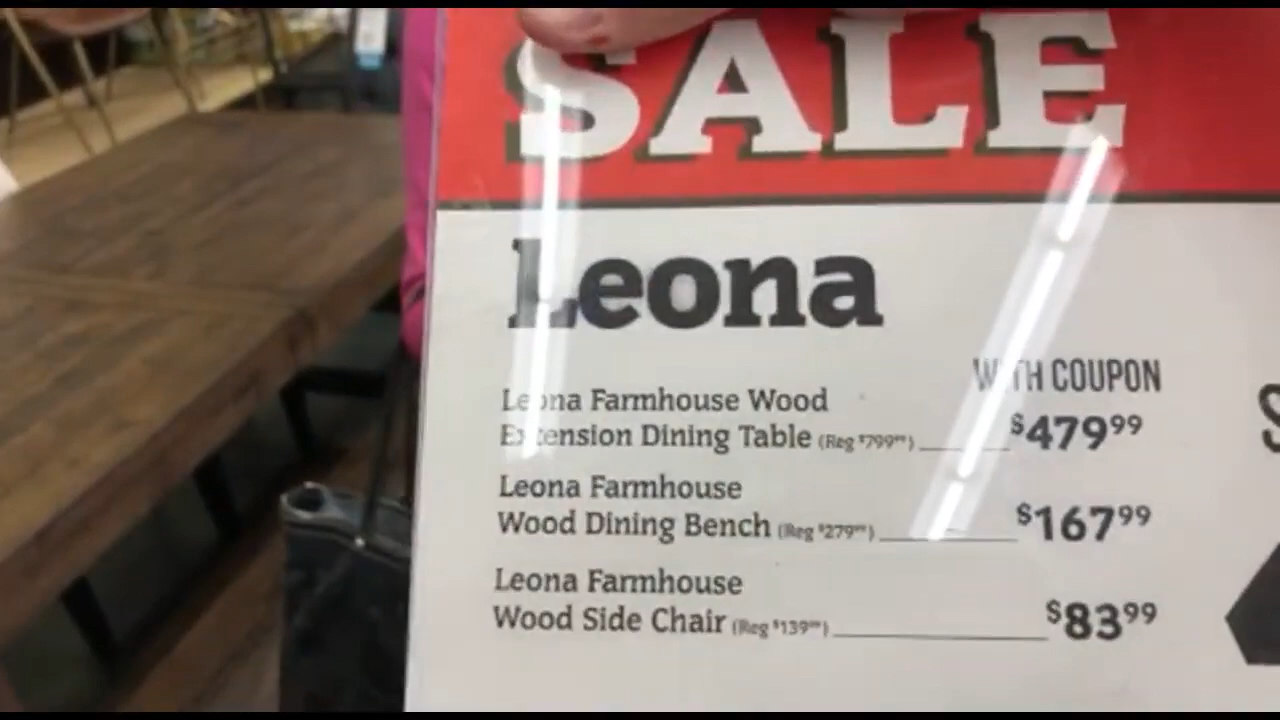 SALE
Leona
WITH COUPON
Leona Farmhouse Wood
Extension Dining Table (Reg $799⁹⁹) $479⁹⁹
Leona Farmhouse
Wood Dining Bench (Reg $279⁹⁹) $167⁹⁹
Leona Farmhouse
Wood Side Chair (Reg $139⁹⁹) $83⁹⁹